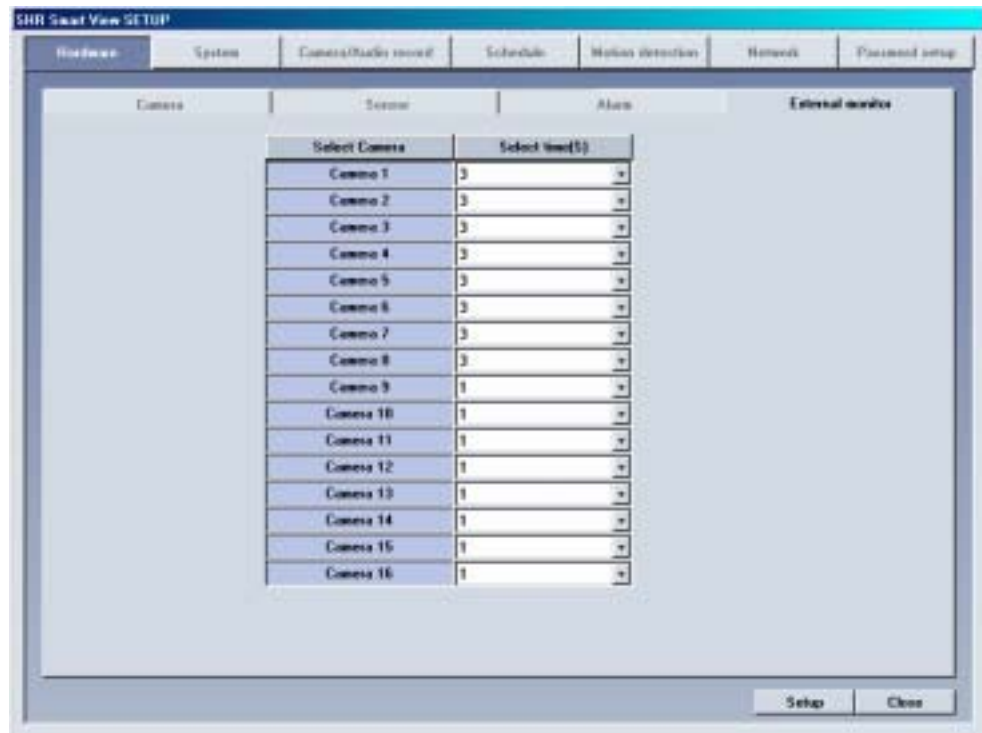 SHR Smart View SETUP
Hardware System Camera/Audio record Schedule Motion detection Network Password setup
Camera Sensor Alarm External monitor
Select Camera Select time(S)
Camera 1 3
Camera 2 3
Camera 3 3
Camera 4 3
Camera 5 3
Camera 6 3
Camera 7 3
Camera 8 3
Camera 9 1
Camera 10 1
Camera 11 1
Camera 12 1
Camera 13 1
Camera 14 1
Camera 15 1
Camera 16 1
Setup Close